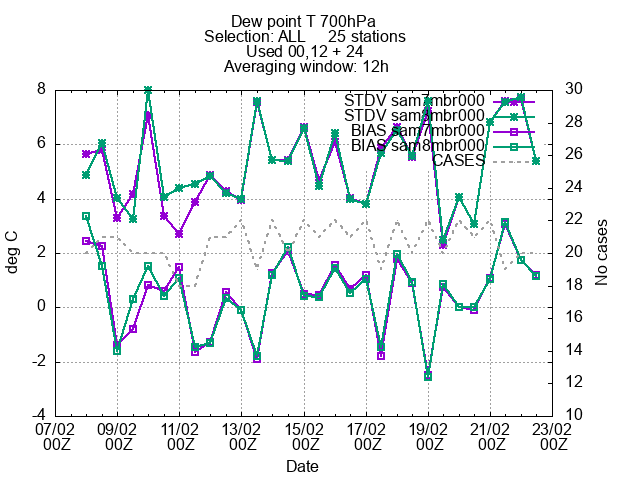 Dew point T 700hPa
Selection: ALL 25 stations
Used 00,12 + 24
Averaging window: 12h
STDV sam7mbr000
STDV sam8mbr000
BIAS sam7mbr000
BIAS sam8mbr000
CASES
8
6
4
2
0
-2
-4
deg C
30
28
26
24
22
20
18
16
14
12
10
No cases
07/02 09/02 11/02 13/02 15/02 17/02 19/02 21/02 23/02
00Z 00Z 00Z 00Z 00Z 00Z 00Z 00Z 00Z
Date